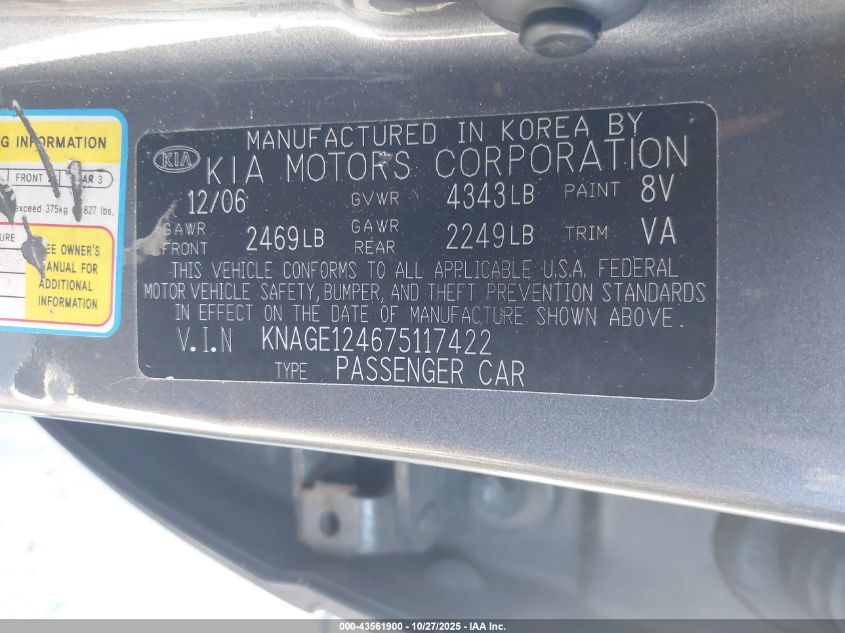 MANUFACTURED IN KOREA BY
KIA KIA MOTORS CORPORATION
12/06 GVWR 4343LB PAINT 8V
GAWR FRONT 2469LB GAWR REAR 2249LB TRIM VA
THIS VEHICLE CONFORMS TO ALL APPLICABLE U.S.A. FEDERAL
MOTOR VEHICLE SAFETY, BUMPER, AND THEFT PREVENTION STANDARDS
IN EFFECT ON THE DATE OF MANUFACTURE SHOWN ABOVE.
V.I.N KNAGE124675117422
TYPE PASSENGER CAR
INFORMATION
FRONT 2 3
exceed 375kg 827 lbs.
OWNER'S
MANUAL FOR
ADDITIONAL
INFORMATION
000-43561900 - 10/27/2025 - IAA Inc.